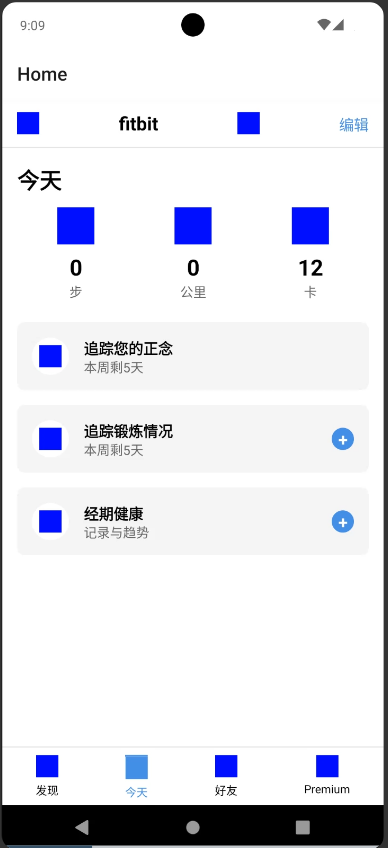 9:09
Home
fitbit
编辑
今天
0
0
12
步
公里
卡
追踪您的正念
本周剩5天
追踪锻炼情况
本周剩5天
+
经期健康
记录与趋势
+
发现
今天
好友
Premium